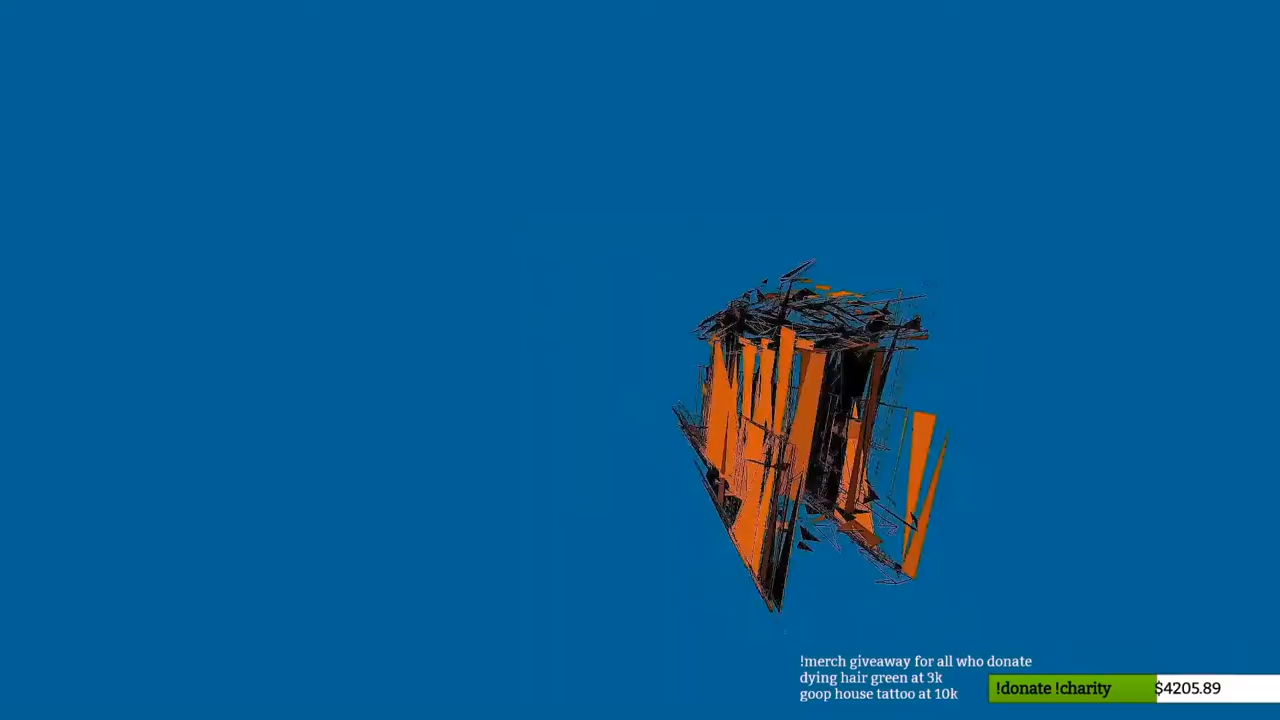 !merch giveaway for all who donate
dying hair green at 3k
goop house tattoo at 10k
!donate !charity $4205.89